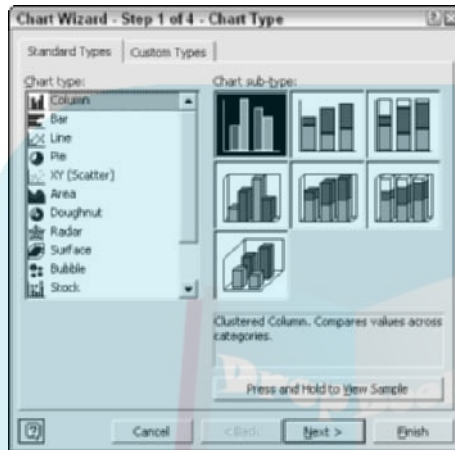 Chart Wizard - Step 1 of 4 - Chart Type
Standard Types
Custom Types
Chart type:
Column
Bar
Line
Pie
XY (Scatter)
Area
Doughnut
Radar
Surface
Bubble
Stock
Chart sub-type:
Clustered Column. Compares values across
categories.
Press and Hold to View Sample
Cancel
< Back
Next >
Finish